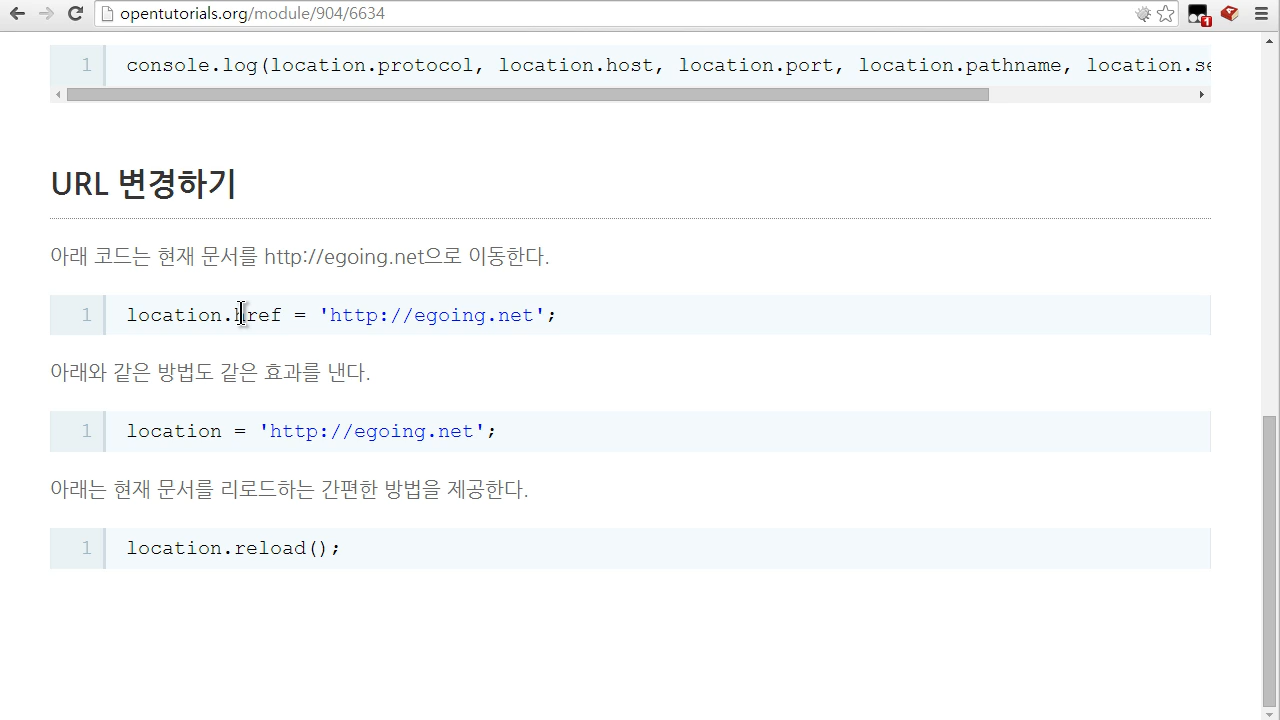 opentutorials.org/module/904/6634
1
1 console.log(location.protocol, location.host, location.port, location.pathname, location.se
URL 변경하기
아래 코드는 현재 문서를 http://egoing.net으로 이동한다.
1 location.href = 'http://egoing.net';
아래와 같은 방법도 같은 효과를 낸다.
1 location = 'http://egoing.net';
아래는 현재 문서를 리로드하는 간편한 방법을 제공한다.
1 location.reload();